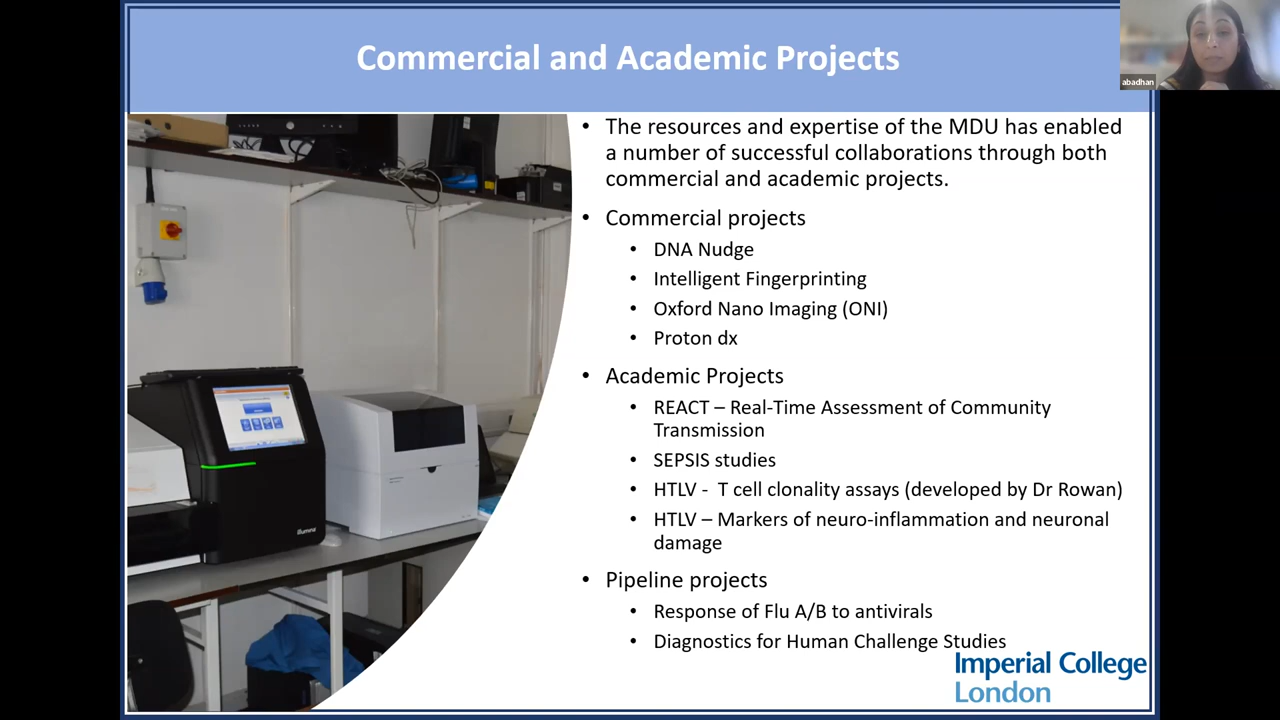 Commercial and Academic Projects
abadhan
• The resources and expertise of the MDU has enabled
a number of successful collaborations through both
commercial and academic projects.
• Commercial projects
• DNA Nudge
• Intelligent Fingerprinting
• Oxford Nano Imaging (ONI)
• Proton dx
• Academic Projects
• REACT – Real-Time Assessment of Community
Transmission
• SEPSIS studies
• HTLV - T cell clonality assays (developed by Dr Rowan)
• HTLV – Markers of neuro-inflammation and neuronal
damage
• Pipeline projects
• Response of Flu A/B to antivirals
• Diagnostics for Human Challenge Studies
illumina
Imperial College
London